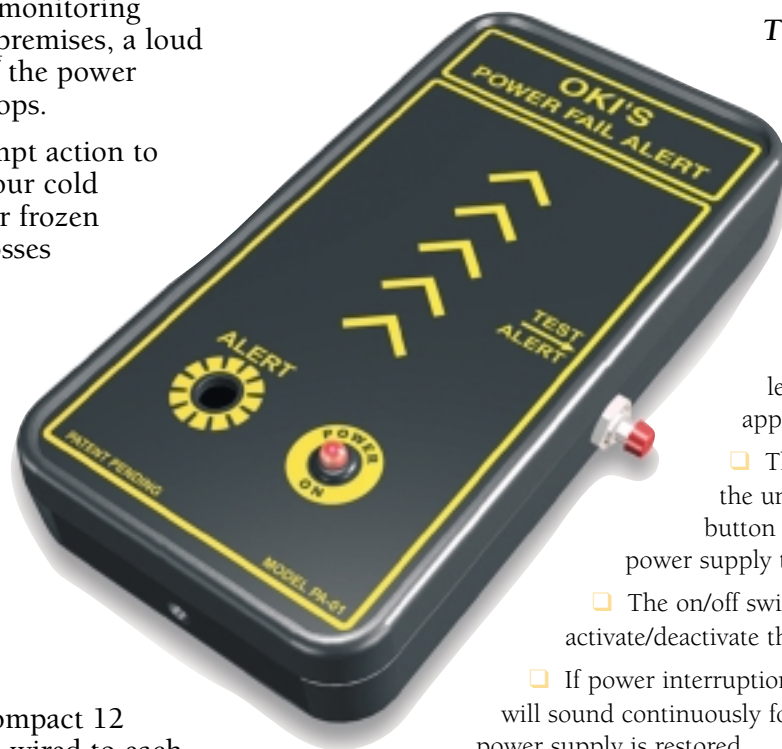 monitoring
premises, a loud
the power
ops.
mpt action to
our cold
r frozen
sses
OKI'S
POWER FAIL ALERT
TEST
ALERT
ALERT
POWER
ON
PATENT PENDING
MODEL PA-01
ompact 12
wired to each
T
le
app
❑ Th
the un
button
power supply t
❑ The on/off swi
activate/deactivate th
❑ If power interruption
will sound continuously fo
power supply is restored